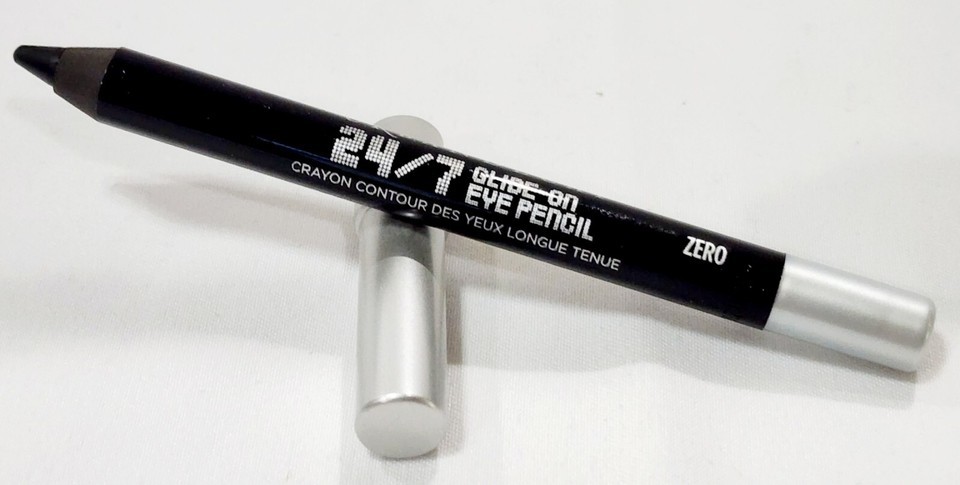 24/7 GLIDE-ON
EYE PENCIL
CRAYON CONTOUR DES YEUX LONGUE TENUE
ZERO